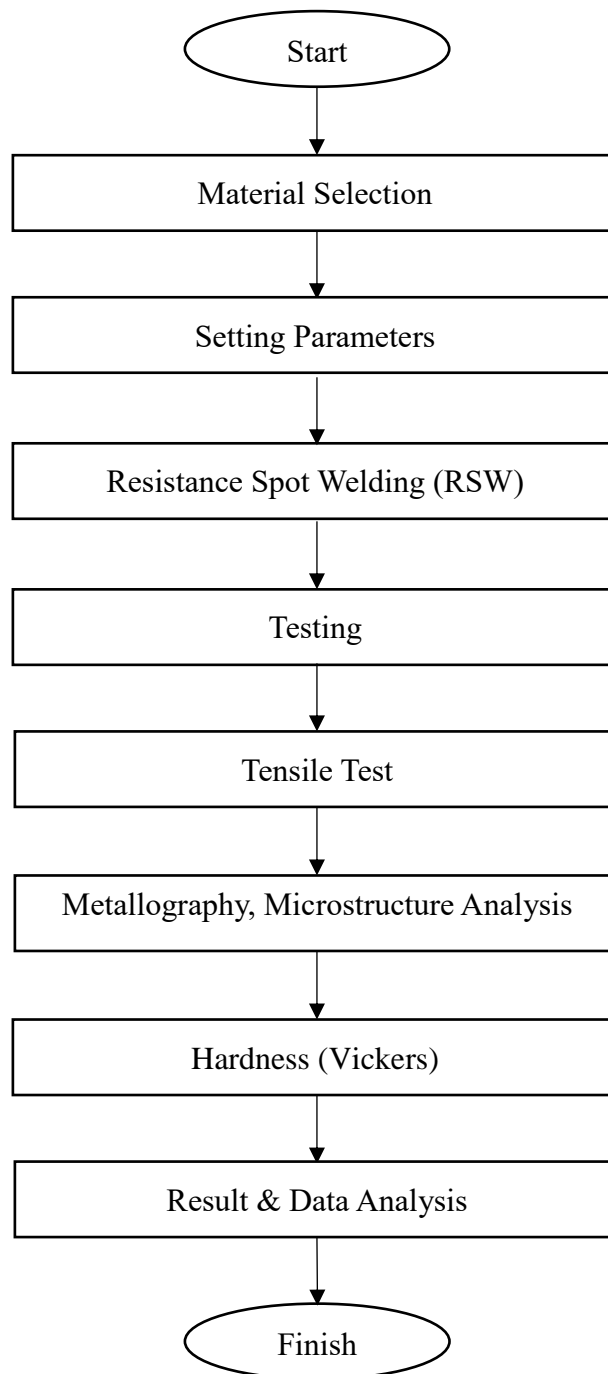 Start
Material Selection
Setting Parameters
Resistance Spot Welding (RSW)
Testing
Tensile Test
Metallography, Microstructure Analysis
Hardness (Vickers)
Result & Data Analysis
Finish